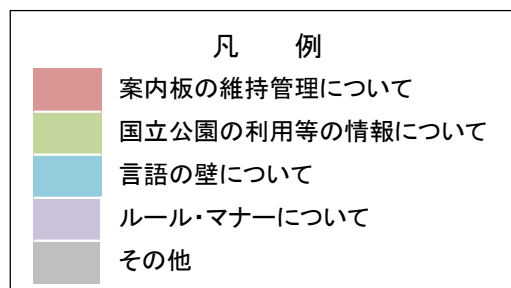 凡　例
案内板の維持管理について
国立公園の利用等の情報について
言語の壁について
ルール・マナーについて
その他